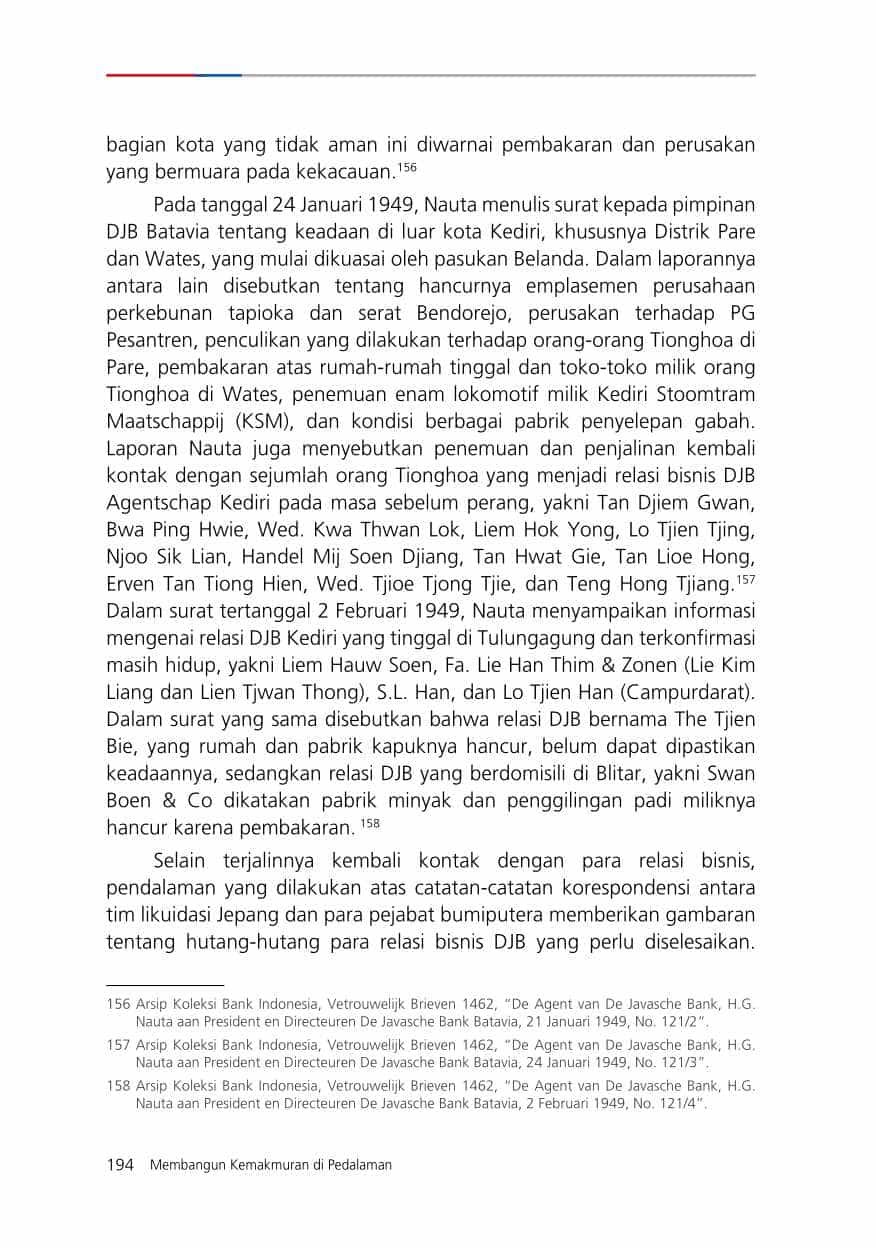 bagian kota yang tidak aman ini diwarnai pembakaran dan perusakan
yang bermuara pada kekacauan.156
Pada tanggal 24 Januari 1949, Nauta menulis surat kepada pimpinan
DJB Batavia tentang keadaan di luar kota Kediri, khususnya Distrik Pare
dan Wates, yang mulai dikuasai oleh pasukan Belanda. Dalam laporannya
antara lain disebutkan tentang hancurnya emplasemen perusahaan
perkebunan tapioka dan serat Bendorejo, perusakan terhadap PG
Pesantren, penculikan yang dilakukan terhadap orang-orang Tionghoa di
Pare, pembakaran atas rumah-rumah tinggal dan toko-toko milik orang
Tionghoa di Wates, penemuan enam lokomotif milik Kediri Stoomtram
Maatschappij (KSM), dan kondisi berbagai pabrik penyelepan gabah.
Laporan Nauta juga menyebutkan penemuan dan penjalinan kembali
kontak dengan sejumlah orang Tionghoa yang menjadi relasi bisnis DJB
Agentschap Kediri pada masa sebelum perang, yakni Tan Djiem Gwan,
Bwa Ping Hwie, Wed. Kwa Thwan Lok, Liem Hok Yong, Lo Tjien Tjing,
Njoo Sik Lian, Handel Mij Soen Djiang, Tan Hwat Gie, Tan Lioe Hong,
Erven Tan Tiong Hien, Wed. Tjioe Tjong Tjie, dan Teng Hong Tjiang.157
Dalam surat tertanggal 2 Februari 1949, Nauta menyampaikan informasi
mengenai relasi DJB Kediri yang tinggal di Tulungagung dan terkonfirmasi
masih hidup, yakni Liem Hauw Soen, Fa. Lie Han Thim & Zonen (Lie Kim
Liang dan Lien Tjwan Thong), S.L. Han, dan Lo Tjien Han (Campurdarat).
Dalam surat yang sama disebutkan bahwa relasi DJB bernama The Tjien
Bie, yang rumah dan pabrik kapuknya hancur, belum dapat dipastikan
keadaannya, sedangkan relasi DJB yang berdomisili di Blitar, yakni Swan
Boen & Co dikatakan pabrik minyak dan penggilingan padi miliknya
hancur karena pembakaran. 158
Selain terjalinnya kembali kontak dengan para relasi bisnis,
pendalaman yang dilakukan atas catatan-catatan korespondensi antara
tim likuidasi Jepang dan para pejabat bumiputera memberikan gambaran
tentang hutang-hutang para relasi bisnis DJB yang perlu diselesaikan.
156 Arsip Koleksi Bank Indonesia, Vetrouwelijk Brieven 1462, “De Agent van De Javasche Bank, H.G.
Nauta aan President en Directeuren De Javasche Bank Batavia, 21 Januari 1949, No. 121/2”.
157 Arsip Koleksi Bank Indonesia, Vetrouwelijk Brieven 1462, “De Agent van De Javasche Bank, H.G.
Nauta aan President en Directeuren De Javasche Bank Batavia, 24 Januari 1949, No. 121/3”.
158 Arsip Koleksi Bank Indonesia, Vetrouwelijk Brieven 1462, “De Agent van De Javasche Bank, H.G.
Nauta aan President en Directeuren De Javasche Bank Batavia, 2 Februari 1949, No. 121/4”.
194 Membangun Kemakmuran di Pedalaman